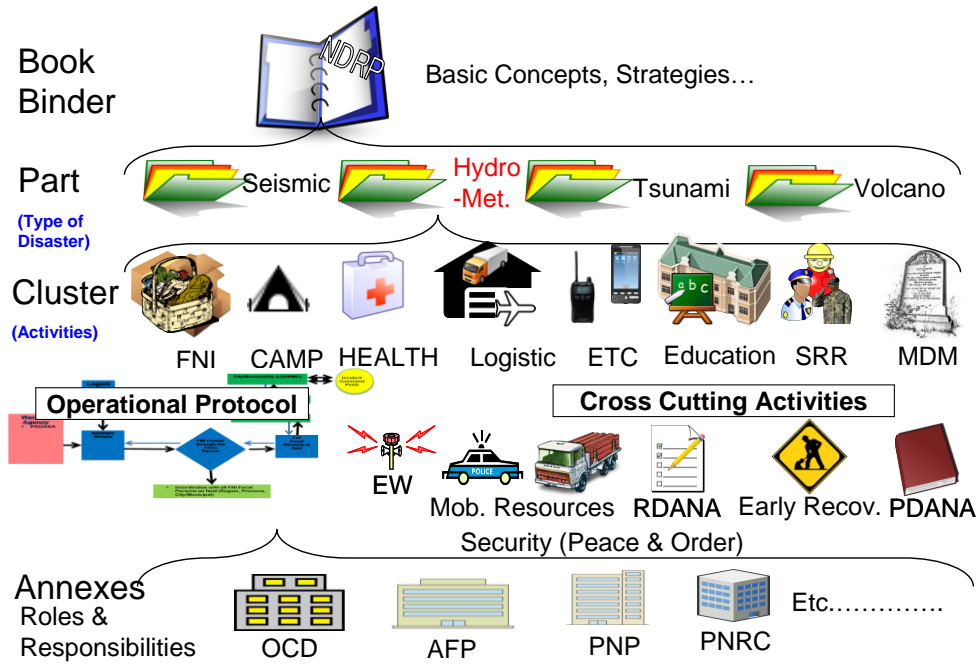 Book
Binder
NDRP
Basic Concepts, Strategies…
Part
(Type of
Disaster)
Seismic
Hydro
-Met.
Tsunami
Volcano
Cluster
(Activities)
a b c
FNI
CAMP
HEALTH
Logistic
ETC
Education
SRR
MDM
Operational Protocol
Cross Cutting Activities
Agency
• PAGASA
POLICE
EW
Mob. Resources
RDANA
Early Recov.
PDANA
Security (Peace & Order)
Annexes
Roles &
Responsibilities
OCD
AFP
PNP
PNRC
Etc.………….